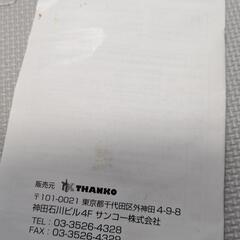 販売元 THANKO
〒101-0021 東京都千代田区外神田4-9-8
神田石川ビル4F サンコー株式会社
TEL : 03-3526-4328
FAX : 03-3526-4329